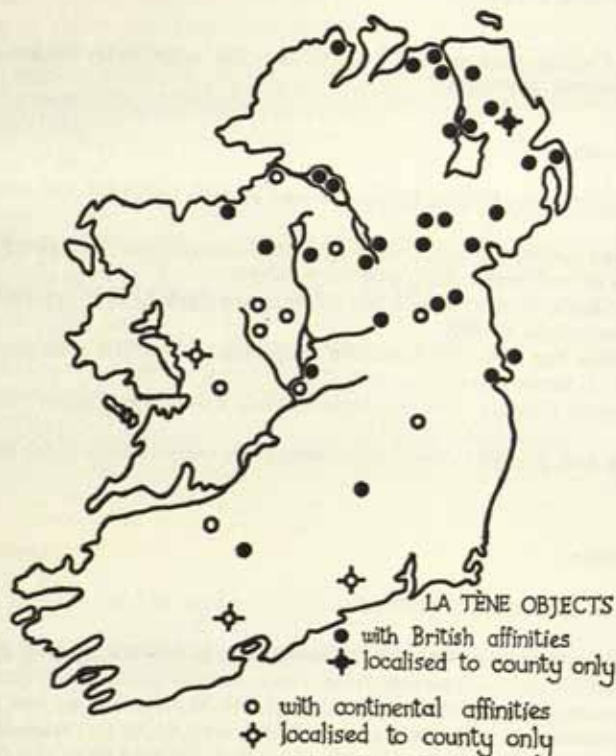 LA TÈNE OBJECTS
with British affinities
localised to county only
with continental affinities
localised to county only